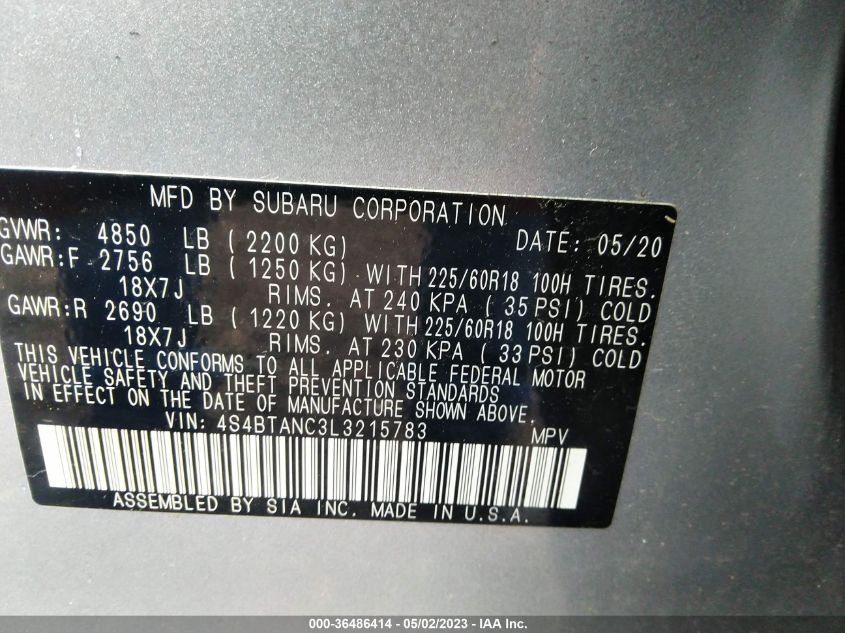 MFD BY SUBARU CORPORATION
GVWR: 4850 LB ( 2200 KG) DATE: 05/20
GAWR:F 2756 LB ( 1250 KG) WITH 225/60R18 100H TIRES.
18X7J RIMS. AT 240 KPA ( 35 PSI) COLD
GAWR:R 2690 LB ( 1220 KG) WITH 225/60R18 100H TIRES.
18X7J RIMS. AT 230 KPA ( 33 PSI) COLD
THIS VEHICLE CONFORMS TO ALL APPLICABLE FEDERAL MOTOR
VEHICLE SAFETY AND THEFT PREVENTION STANDARDS
IN EFFECT ON THE DATE OF MANUFACTURE SHOWN ABOVE.
VIN: 4S4BTANC3L3215783 MPV
ASSEMBLED BY SIA INC. MADE IN U.S.A.
000-36486414 - 05/02/2023 - IAA Inc.